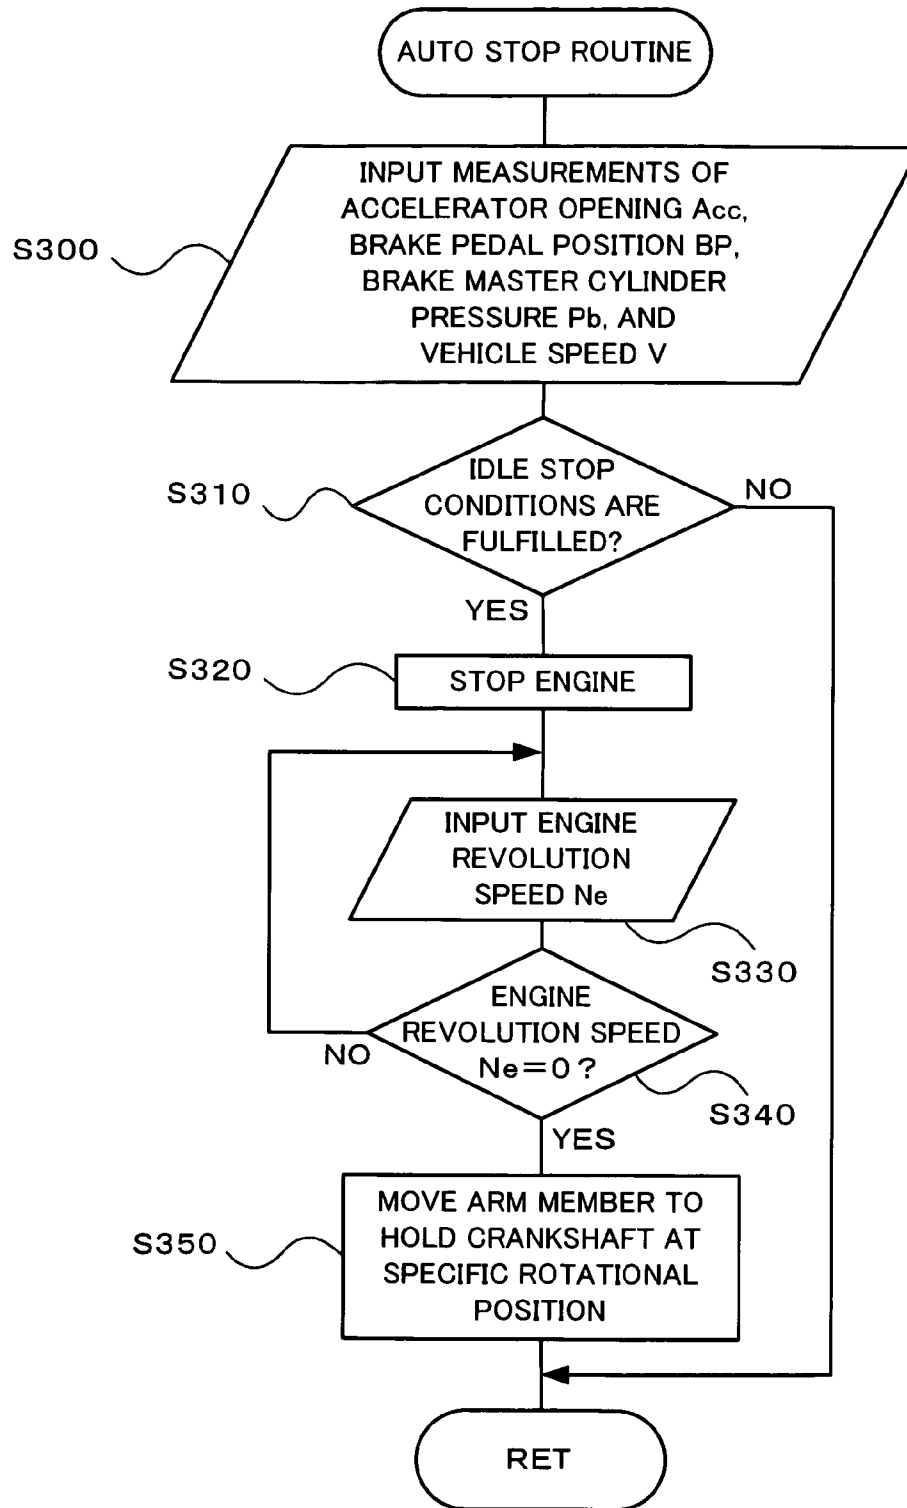 AUTO STOP ROUTINE
INPUT MEASUREMENTS OF
ACCELERATOR OPENING Acc,
BRAKE PEDAL POSITION BP,
BRAKE MASTER CYLINDER
PRESSURE Pb, AND
VEHICLE SPEED V
S300
IDLE STOP
CONDITIONS ARE
FULFILLED?
S310
NO
YES
S320
STOP ENGINE
INPUT ENGINE
REVOLUTION
SPEED Ne
S330
ENGINE
REVOLUTION SPEED
Ne=0?
NO
S340
YES
MOVE ARM MEMBER TO
HOLD CRANKSHAFT AT
SPECIFIC ROTATIONAL
POSITION
S350
RET